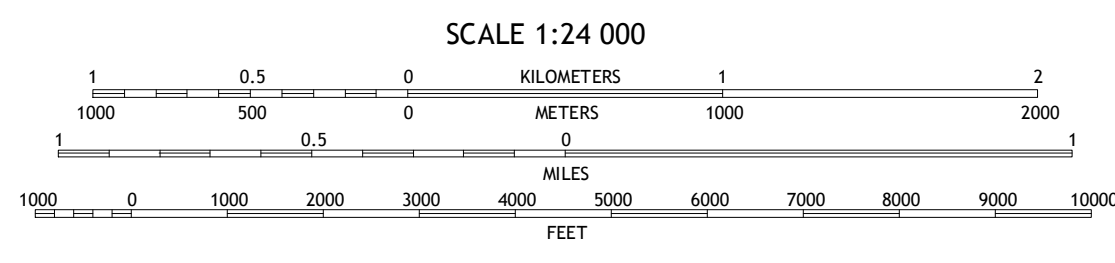 SCALE 1:24 000
1 0.5 0 KILOMETERS 1 2
1000 500 0 METERS 1000 2000
1 0.5 0 1
MILES
1000 0 1000 2000 3000 4000 5000 6000 7000 8000 9000 10000
FEET